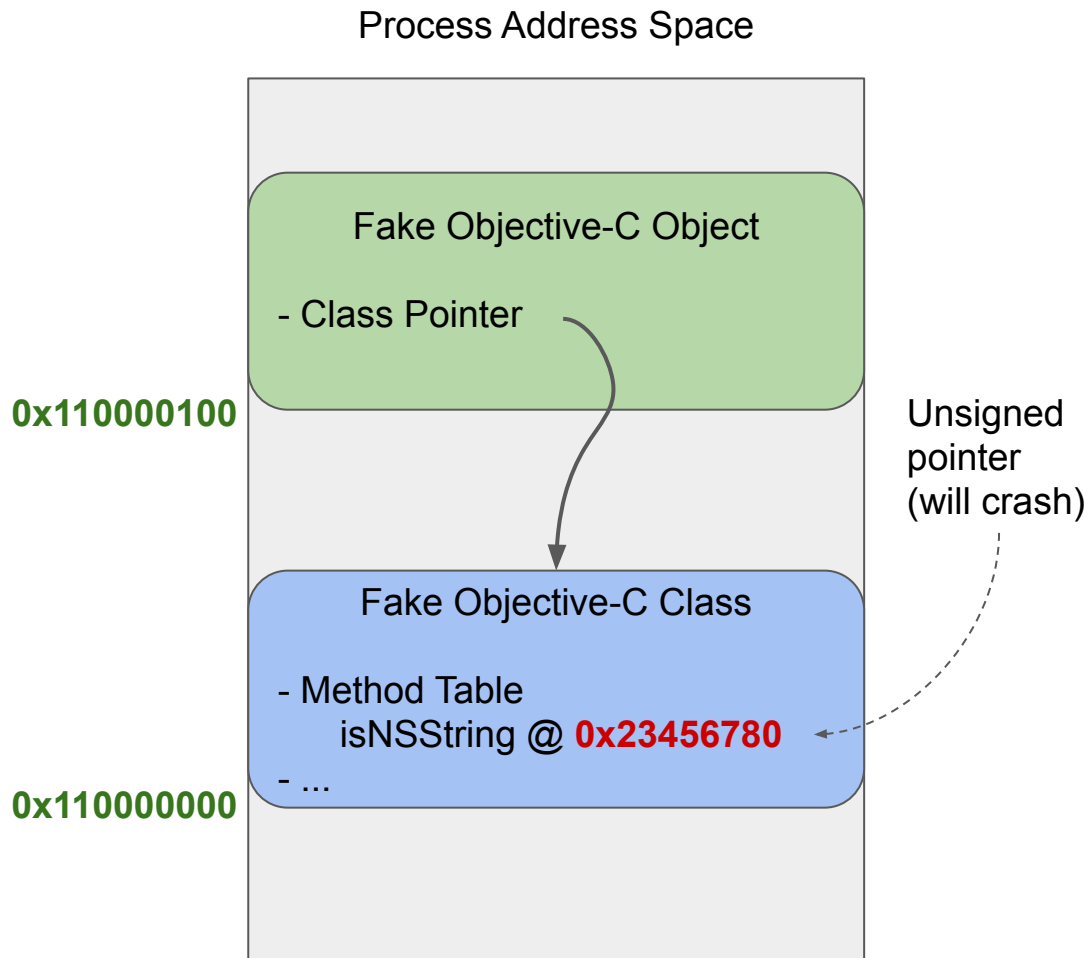 Process Address Space
Fake Objective-C Object
- Class Pointer
0x110000100
Unsigned
pointer
(will crash)
Fake Objective-C Class
- Method Table
isNSString @ 0x23456780
- ...
0x110000000